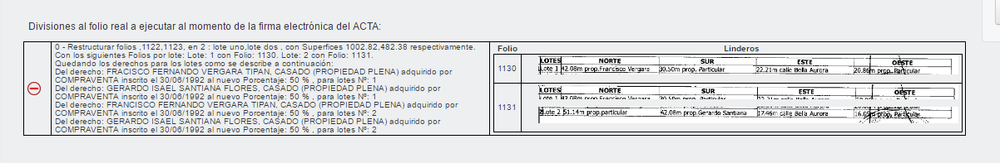 Divisiones al folio real a ejecutar al momento de la firma electrónica del ACTA:
0 - Restructurar folios ,1122,1123, en 2 : lote uno,lote dos , con Superfices 1002.82,482.38 respectivamente.
Con los siguientes Folios por lote: Lote: 1 con Folio: 1130. Lote: 2 con Folio: 1131.
Quedando los derechos para los lotes como se describe a continuación:
Del derecho: FRACISCO FERNANDO VERGARA TIPAN, CASADO (PROPIEDAD PLENA) adquirido por
COMPRAVENTA inscrito el 30/06/1992 al nuevo Porcentaje: 50 % , para lotes Nº: 1
Del derecho: GERARDO ISAEL SANTIANA FLORES, CASADO (PROPIEDAD PLENA) adquirido por
COMPRAVENTA inscrito el 30/06/1992 al nuevo Porcentaje: 50 % , para lotes Nº: 1
Del derecho: FRANCISCO FERNANDO VERGARA TIPAN, CASADO (PROPIEDAD PLENA) adquirido por
COMPRAVENTA inscrito el 30/06/1992 al nuevo Porcentaje: 50 % , para lotes Nº: 2
Del derecho: GERARDO ISAEL SANTIANA FLORES, CASADO (PROPIEDAD PLENA) adquirido por
COMPRAVENTA inscrito el 30/06/1992 al nuevo Porcentaje: 50 % , para lotes Nº: 2
Folio Linderos
1130
LOTES NORTE SUR ESTE OESTE
Lote 1 42.08m prop.Francisco Vergara 30.50m prop. Particular 22.21m calle Bella Aurora 20.86m prop. Particular
1131
LOTES NORTE SUR ESTE OESTE
Lote 2 51.14m prop.particular 42.08m prop.Gerardo Santiana 17.46m calle Bella Aurora prop. Particular